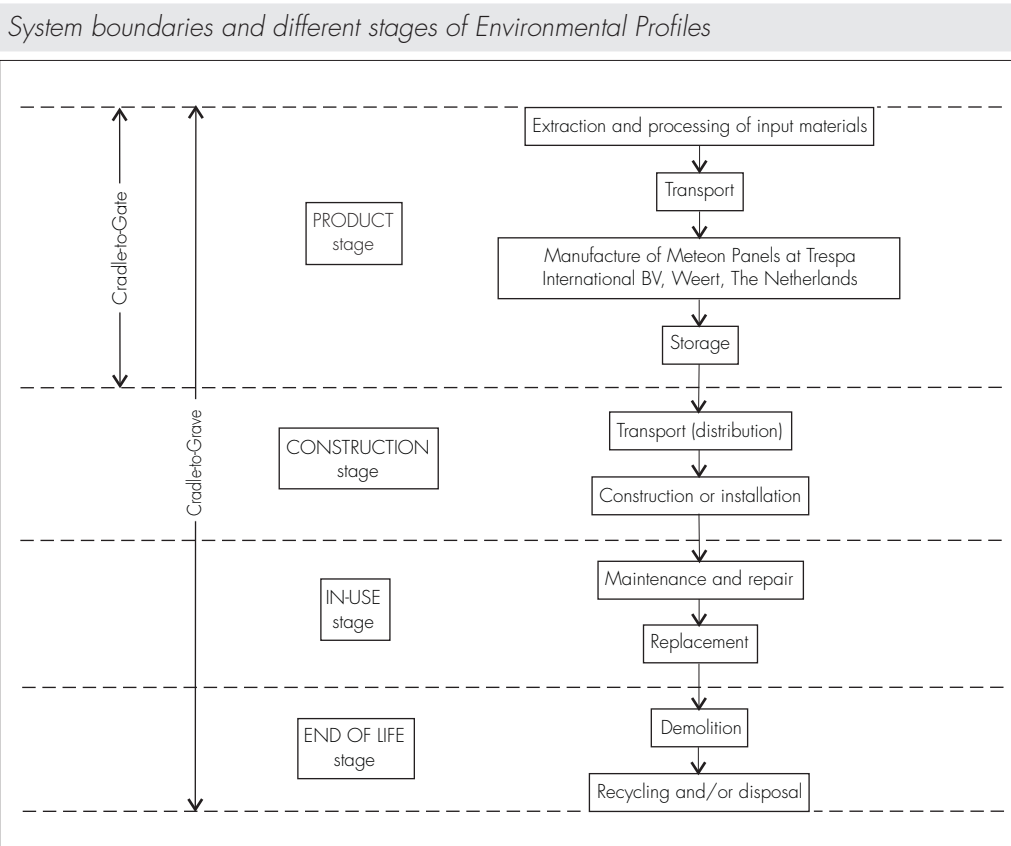 System boundaries and different stages of Environmental Profiles
Extraction and processing of input materials
Transport
Cradle-to-Gate
PRODUCT
stage
Manufacture of Meteon Panels at Trespa
International BV, Weert, The Netherlands
Storage
Cradle-to-Grave
Transport (distribution)
CONSTRUCTION
stage
Construction or installation
Maintenance and repair
IN-USE
stage
Replacement
Demolition
END OF LIFE
stage
Recycling and/or disposal